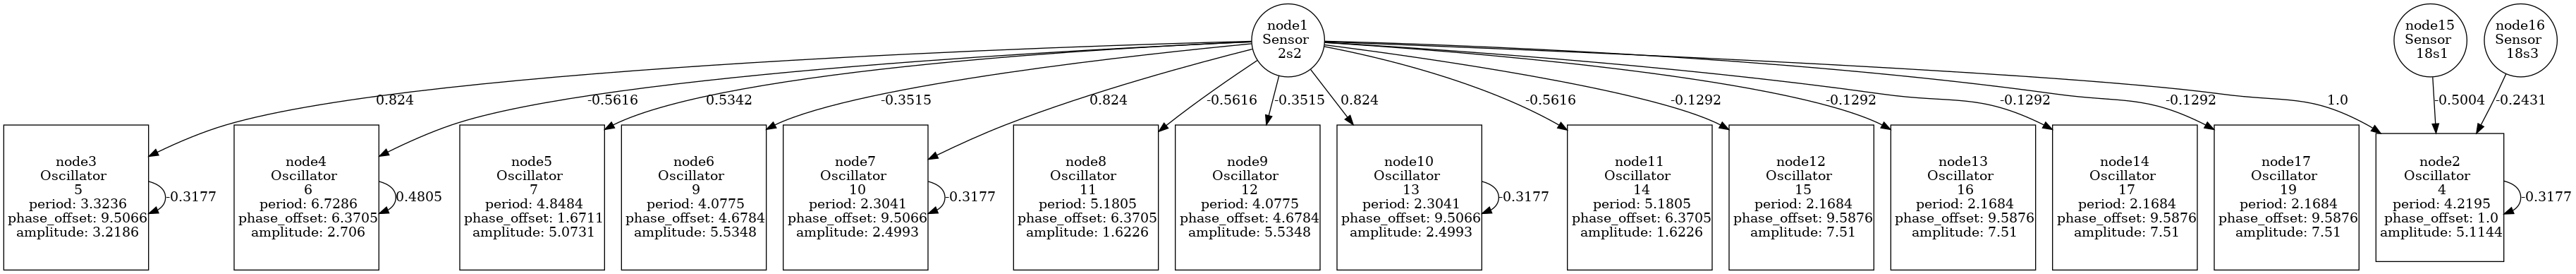 node1
Sensor
2s2
node15
Sensor
18s1
node16
Sensor
18s3
0.824
-0.5616
0.5342
-0.3515
0.824
-0.5616
-0.3515
0.824
-0.5616
-0.1292
-0.1292
-0.1292
-0.1292
1.0
-0.5004
-0.2431
node3
Oscillator
5
period: 3.3236
phase_offset: 9.5066
amplitude: 3.2186
-0.3177
node4
Oscillator
6
period: 6.7286
phase_offset: 6.3705
amplitude: 2.706
0.4805
node5
Oscillator
7
period: 4.8484
phase_offset: 1.6711
amplitude: 5.0731
node6
Oscillator
9
period: 4.0775
phase_offset: 4.6784
amplitude: 5.5348
node7
Oscillator
10
period: 2.3041
phase_offset: 9.5066
amplitude: 2.4993
-0.3177
node8
Oscillator
11
period: 5.1805
phase_offset: 6.3705
amplitude: 1.6226
node9
Oscillator
12
period: 4.0775
phase_offset: 4.6784
amplitude: 5.5348
node10
Oscillator
13
period: 2.3041
phase_offset: 9.5066
amplitude: 2.4993
-0.3177
node11
Oscillator
14
period: 5.1805
phase_offset: 6.3705
amplitude: 1.6226
node12
Oscillator
15
period: 2.1684
phase_offset: 9.5876
amplitude: 7.51
node13
Oscillator
16
period: 2.1684
phase_offset: 9.5876
amplitude: 7.51
node14
Oscillator
17
period: 2.1684
phase_offset: 9.5876
amplitude: 7.51
node17
Oscillator
19
period: 2.1684
phase_offset: 9.5876
amplitude: 7.51
node2
Oscillator
4
period: 4.2195
phase_offset: 1.0
amplitude: 5.1144
-0.3177